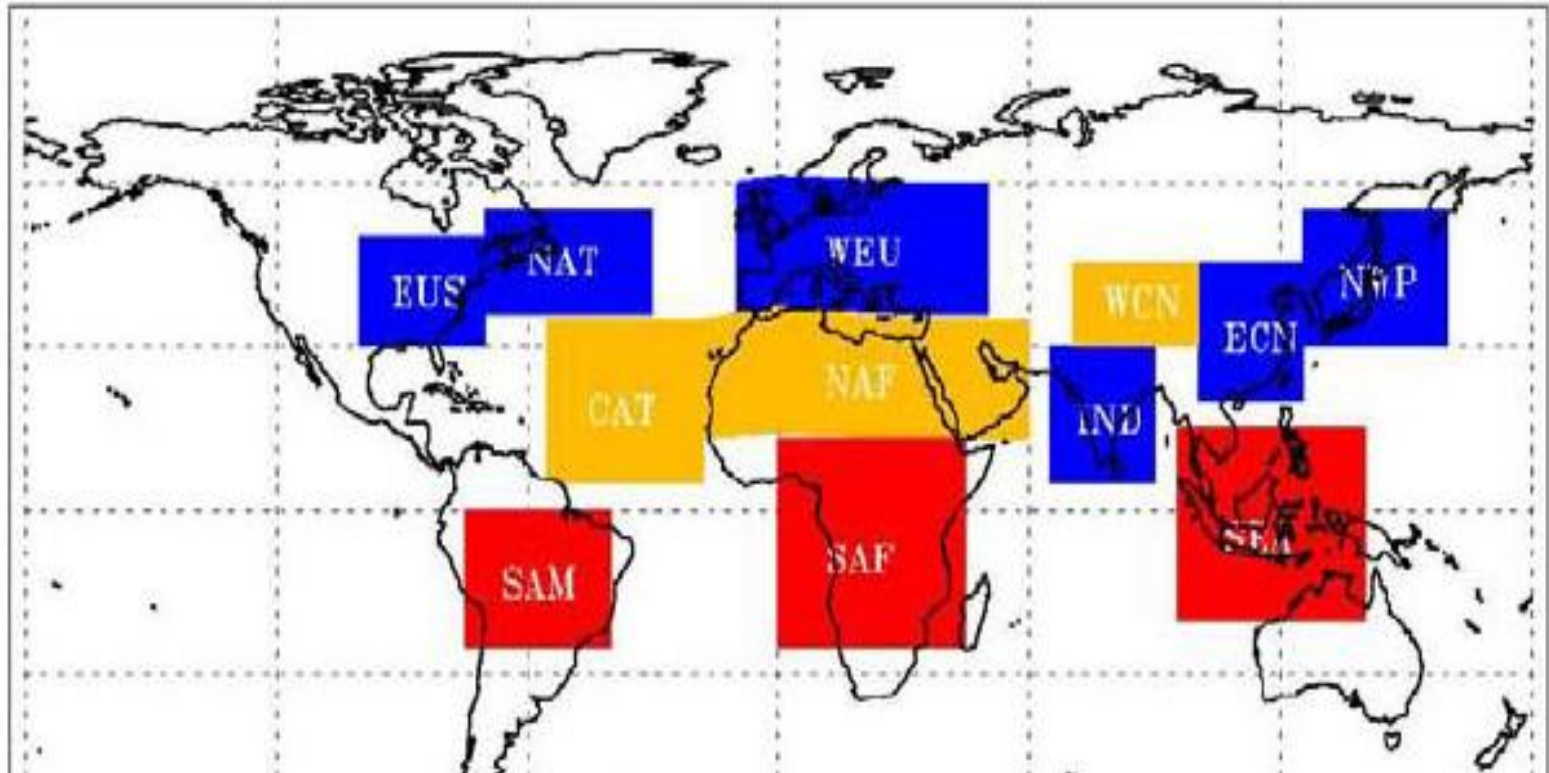 NAT
WEU
EUS
WCN
NWP
ECN
NAF
CAT
IND
SEA
SAF
SAM